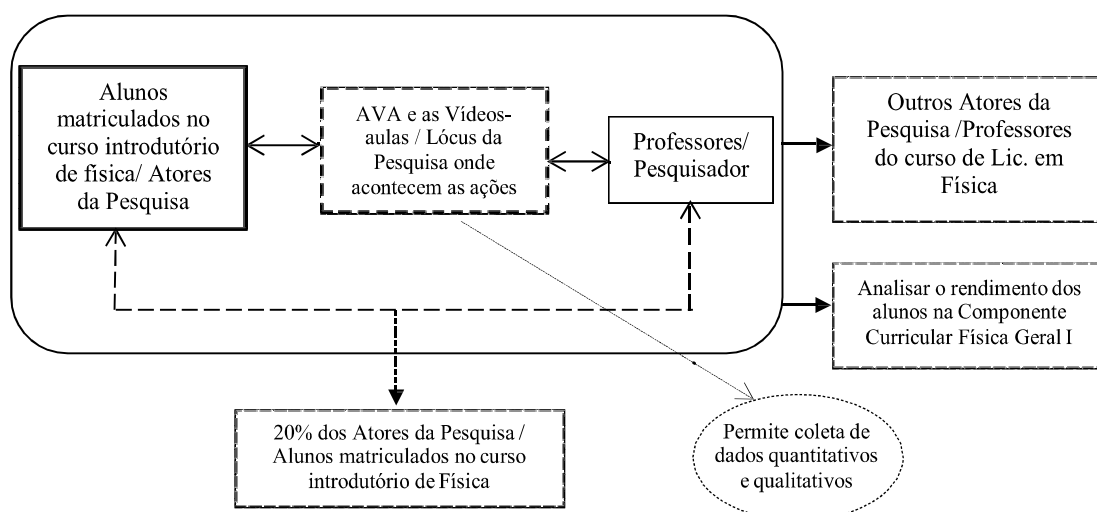 Alunos
matriculados no
curso introdutório
de física/ Atores
da Pesquisa
AVA e as Vídeos-
aulas / Lócus da
Pesquisa onde
acontecem as ações
Professores/
Pesquisador
Outros Atores da
Pesquisa /Professores
do curso de Lic. em
Física
Analisar o rendimento dos
alunos na Componente
Curricular Física Geral I
20% dos Atores da Pesquisa /
Alunos matriculados no curso
introdutório de Física
Permite coleta de
dados quantitativos
e qualitativos